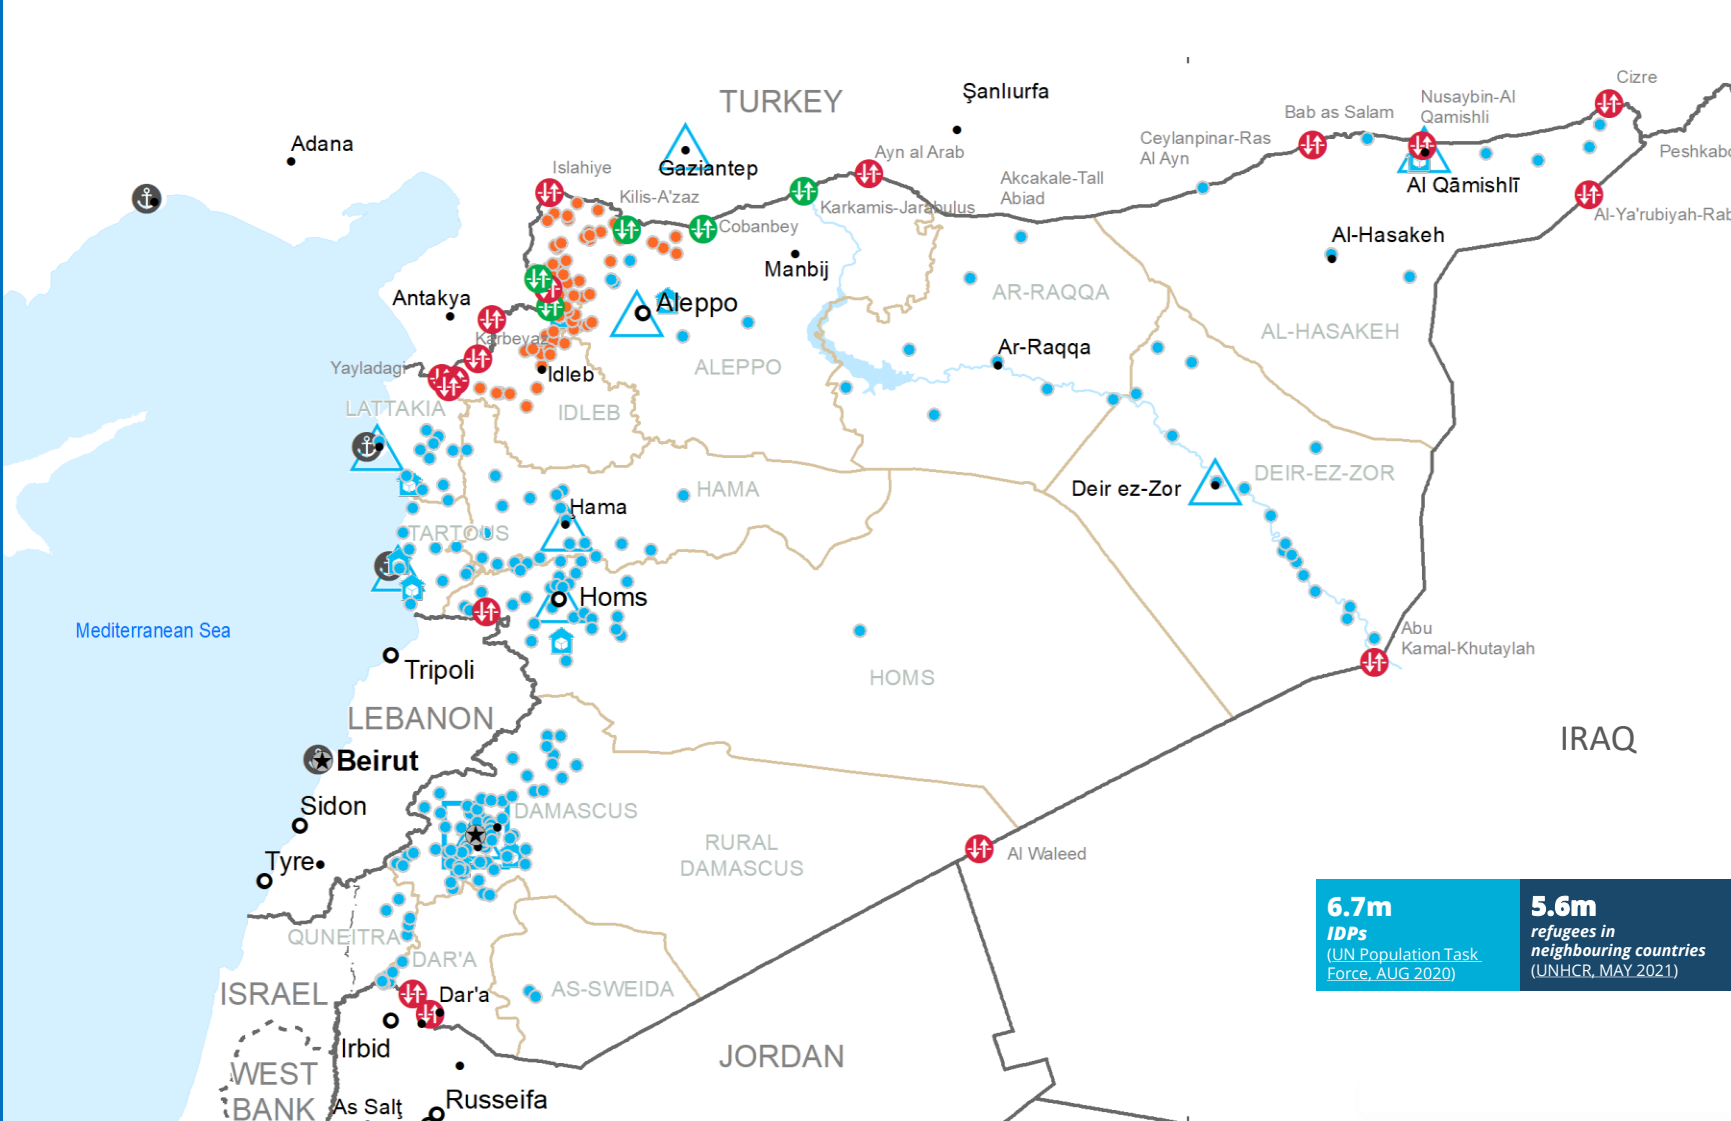 Cizre
TURKEY
Şanlıurfa
Nusaybin-Al
Qamishli
Bab as Salam
Adana
Ceylanpinar-Ras
Al Ayn
Ayn al Arab
Islahiye
Gaziantep
Akcakale-Tall
Abiad
Al Qāmishlī
Kilis-A'zaz
Karkamis-Jarabulus
Cobanbey
Al-Ya'rubiyah-Rab
Al-Hasakeh
Manbij
Antakya
Aleppo
AR-RAQQA
AL-HASAKEH
Karbeyaz
Ar-Raqqa
Yayladagi
Idleb
ALEPPO
LATTAKIA
IDLEB
DEIR-EZ-ZOR
Deir ez-Zor
HAMA
Hama
TARTOUS
Homs
Mediterranean Sea
Abu
Kamal-Khutaylah
Tripoli
HOMS
LEBANON
IRAQ
Beirut
Sidon
DAMASCUS
RURAL
DAMASCUS
Tyre
Al Waleed
6.7m
IDPs
(UN Population Task
Force, AUG 2020)
5.6m
refugees in
neighbouring countries
(UNHCR, MAY 2021)
QUNEITRA
DAR'A
ISRAEL
Dar'a
AS-SWEIDA
Irbid
JORDAN
WEST
BANK
As Salţ
Russeifa